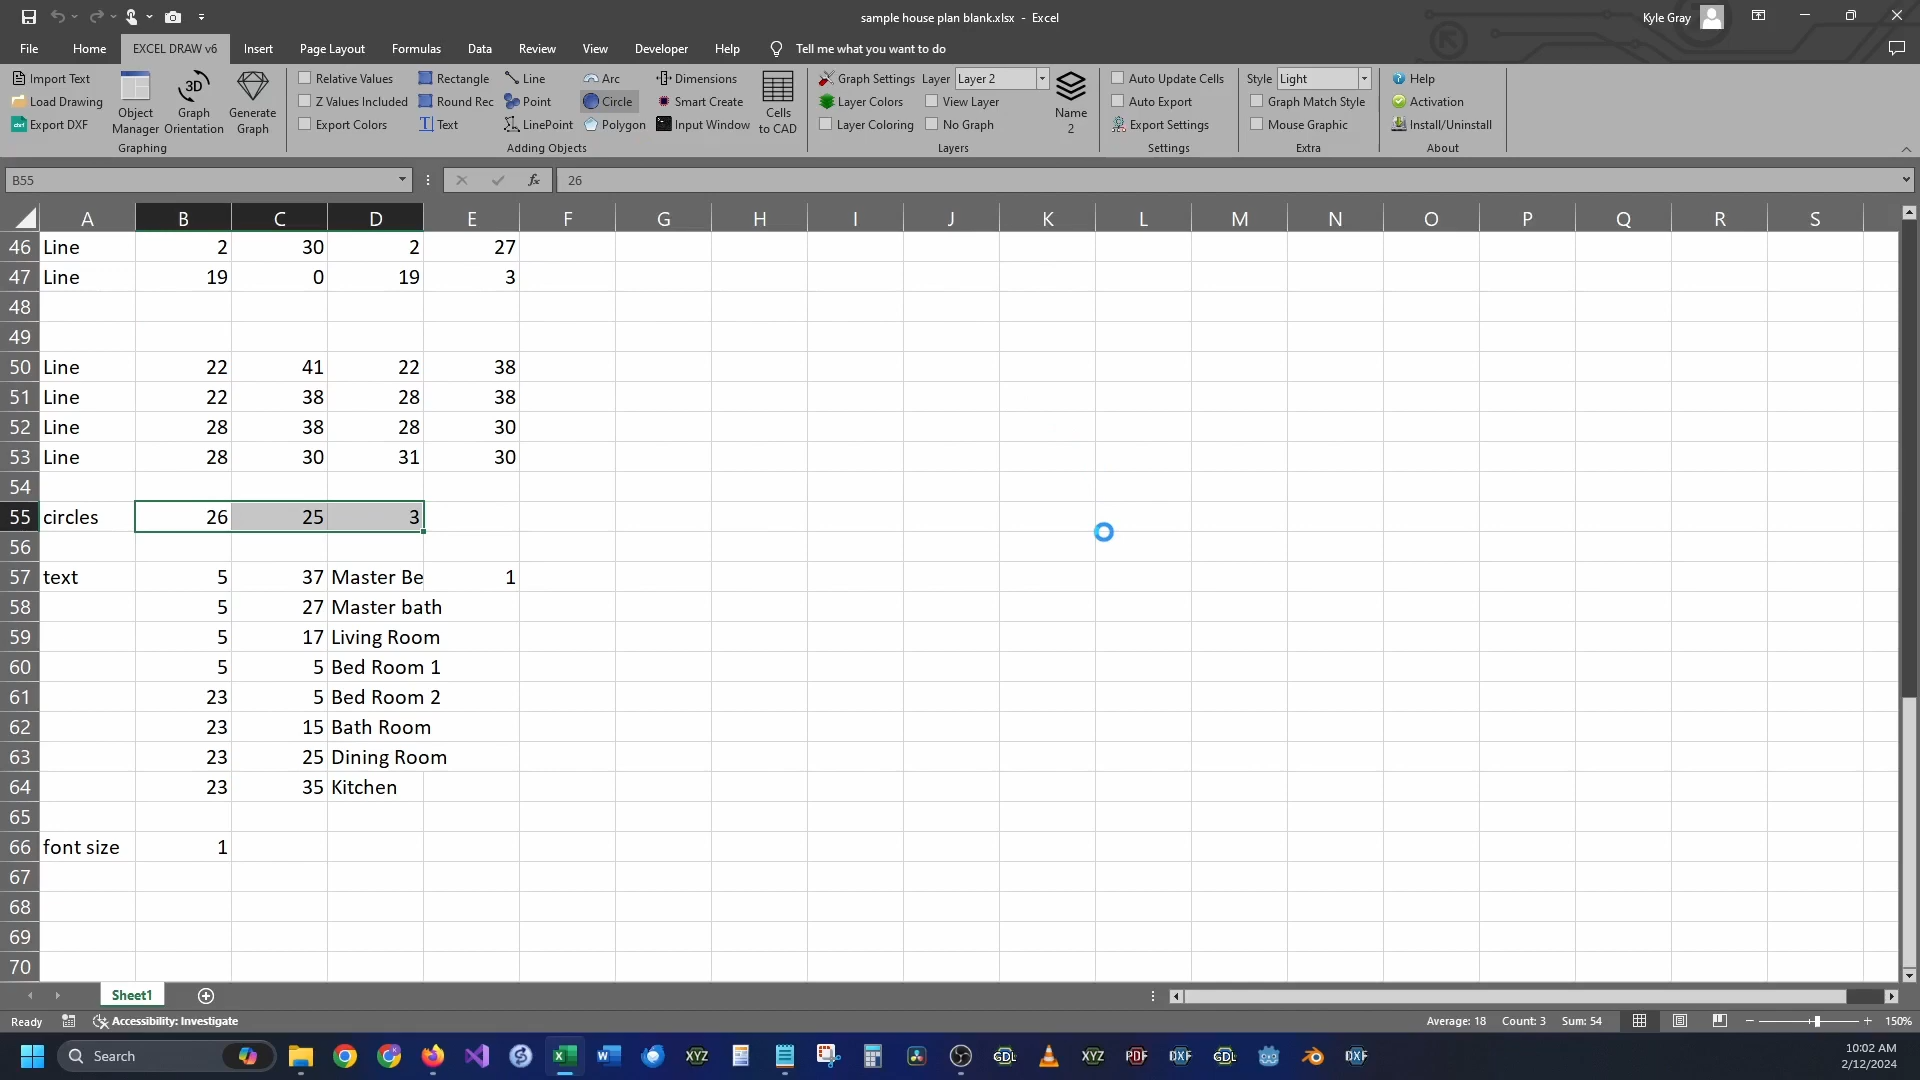 sample house plan blank.xlsx - Excel
Kyle Gray
File Home EXCEL DRAW v6 Insert Page Layout Formulas Data Review View Developer Help Tell me what you want to do
Import Text
Load Drawing
Export DXF
Object Manager
3D
Graph Orientation
Generate Graph
Graphing
Relative Values
Z Values Included
Export Colors
Rectangle
Round Rec
Text
Line
Point
LinePoint
Arc
Circle
Polygon
Dimensions
Smart Create
Input Window
Cells to CAD
Adding Objects
Graph Settings
Layer Colors
Layer Coloring
Layer Layer 2
View Layer
No Graph
Name 2
Layers
Auto Update Cells
Auto Export
Export Settings
Settings
Style Light
Graph Match Style
Mouse Graphic
Extra
Help
Activation
Install/Uninstall
About
B55 fx 26
A B C D E F G H I J K L M N O P Q R S
46 Line 2 30 2 27
47 Line 19 0 19 3
48
49
50 Line 22 41 22 38
51 Line 22 38 28 38
52 Line 28 38 28 30
53 Line 28 30 31 30
54
55 circles 26 25 3
56
57 text 5 37 Master Be 1
58 5 27 Master bath
59 5 17 Living Room
60 5 5 Bed Room 1
61 23 5 Bed Room 2
62 23 15 Bath Room
63 23 25 Dining Room
64 23 35 Kitchen
65
66 font size 1
67
68
69
70
Sheet1
Ready Accessibility: Investigate Average: 18 Count: 3 Sum: 54 150%
Search XYZ GDL XYZ PDF DXF GDL DXF
10:02 AM
2/12/2024